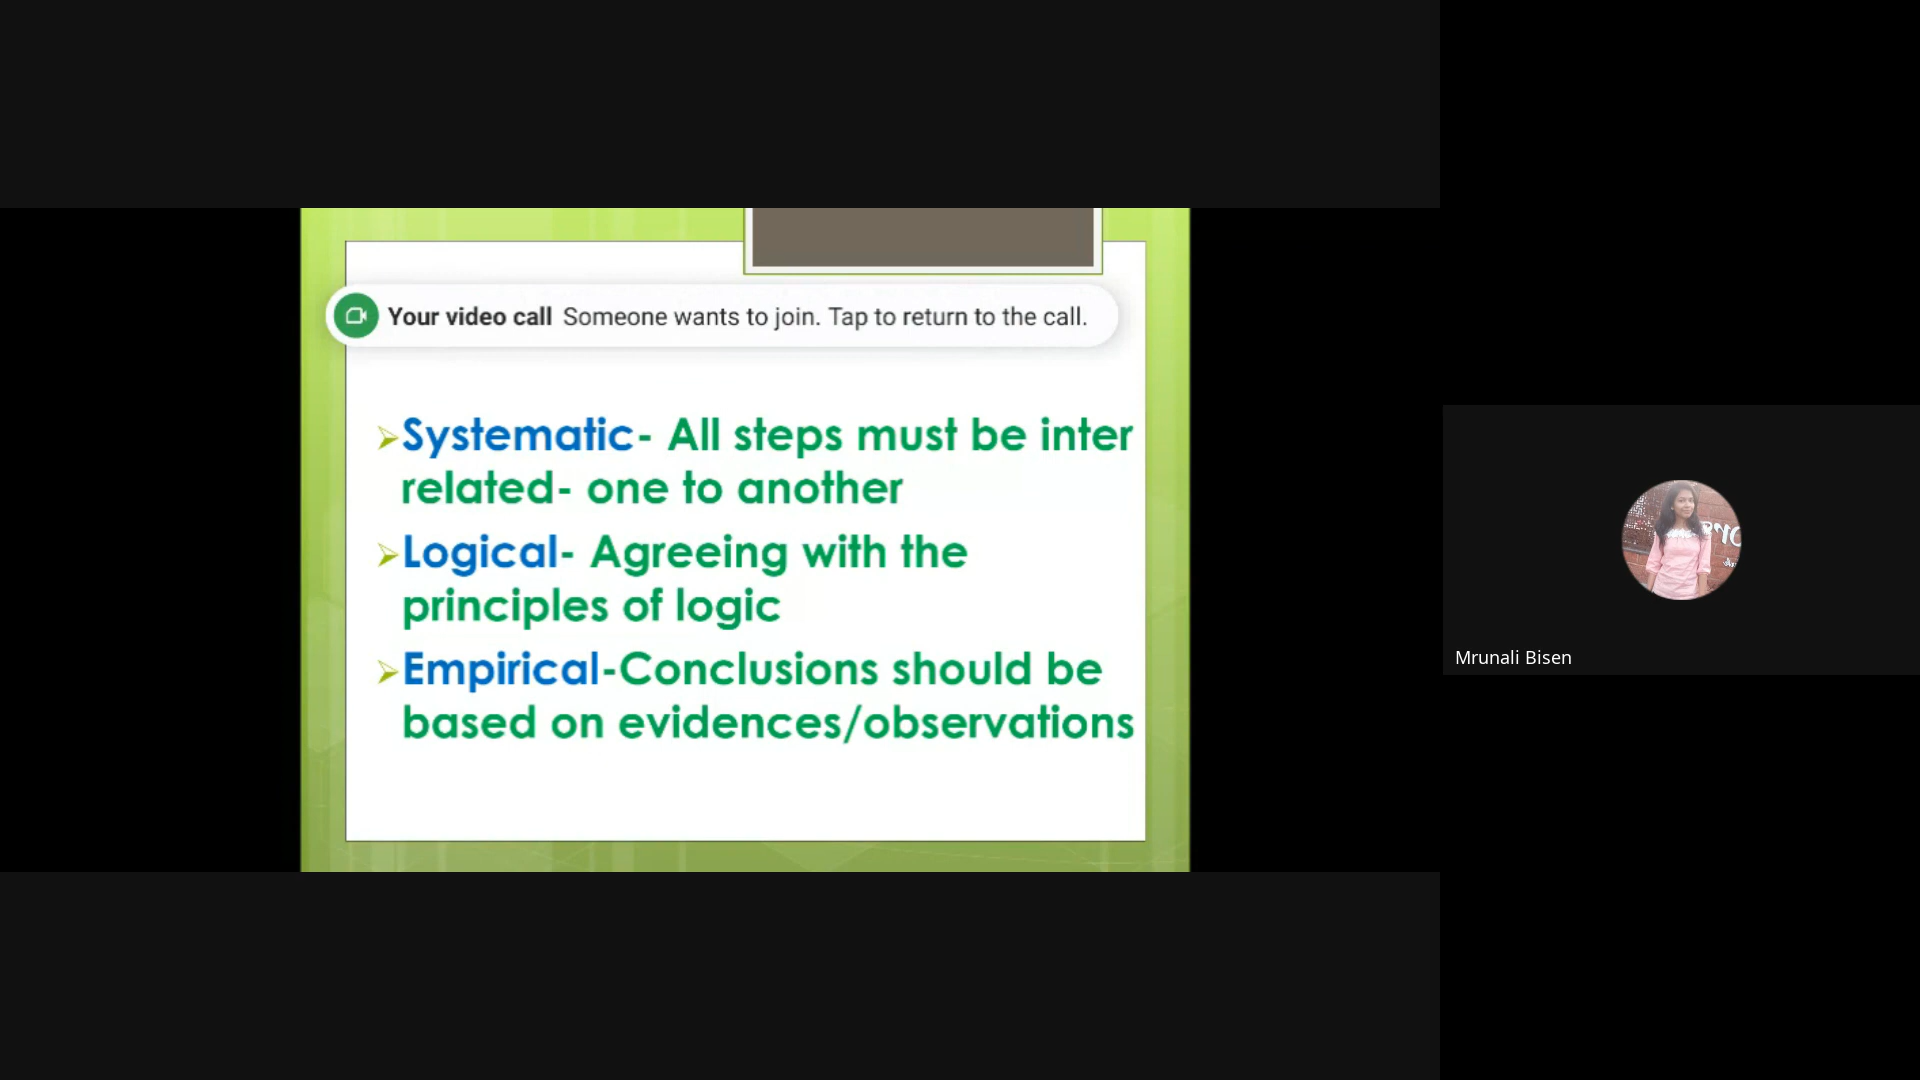 Your video call Someone wants to join. Tap to return to the call.
➢Systematic- All steps must be inter
related- one to another
➢Logical- Agreeing with the
principles of logic
➢Empirical-Conclusions should be
based on evidences/observations
Mrunali Bisen